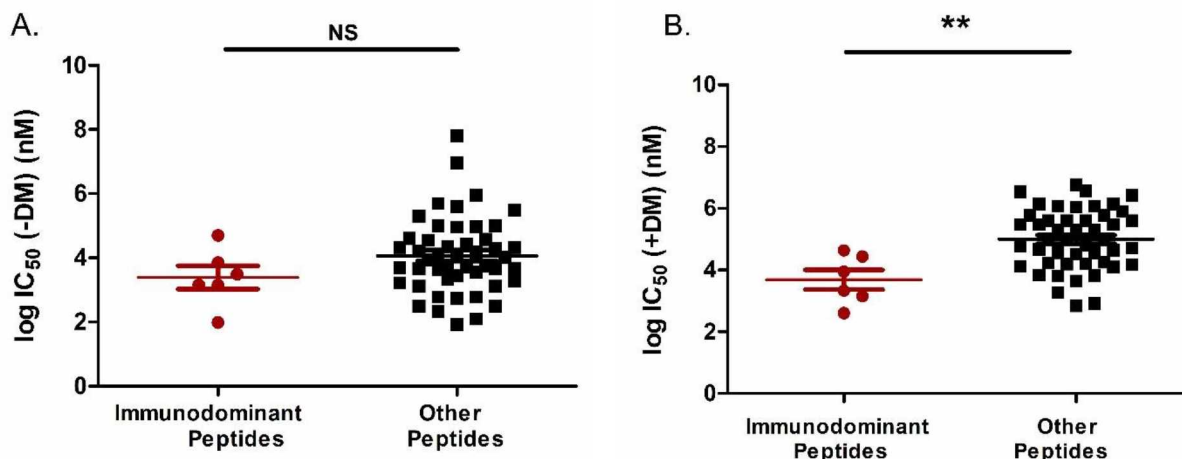 A.
NS
log IC50 (-DM) (nM)
10
8
6
4
2
0
Immunodominant
Peptides
Other
Peptides
B.
**
log IC50 (+DM) (nM)
10
8
6
4
2
0
Immunodominant
Peptides
Other
Peptides